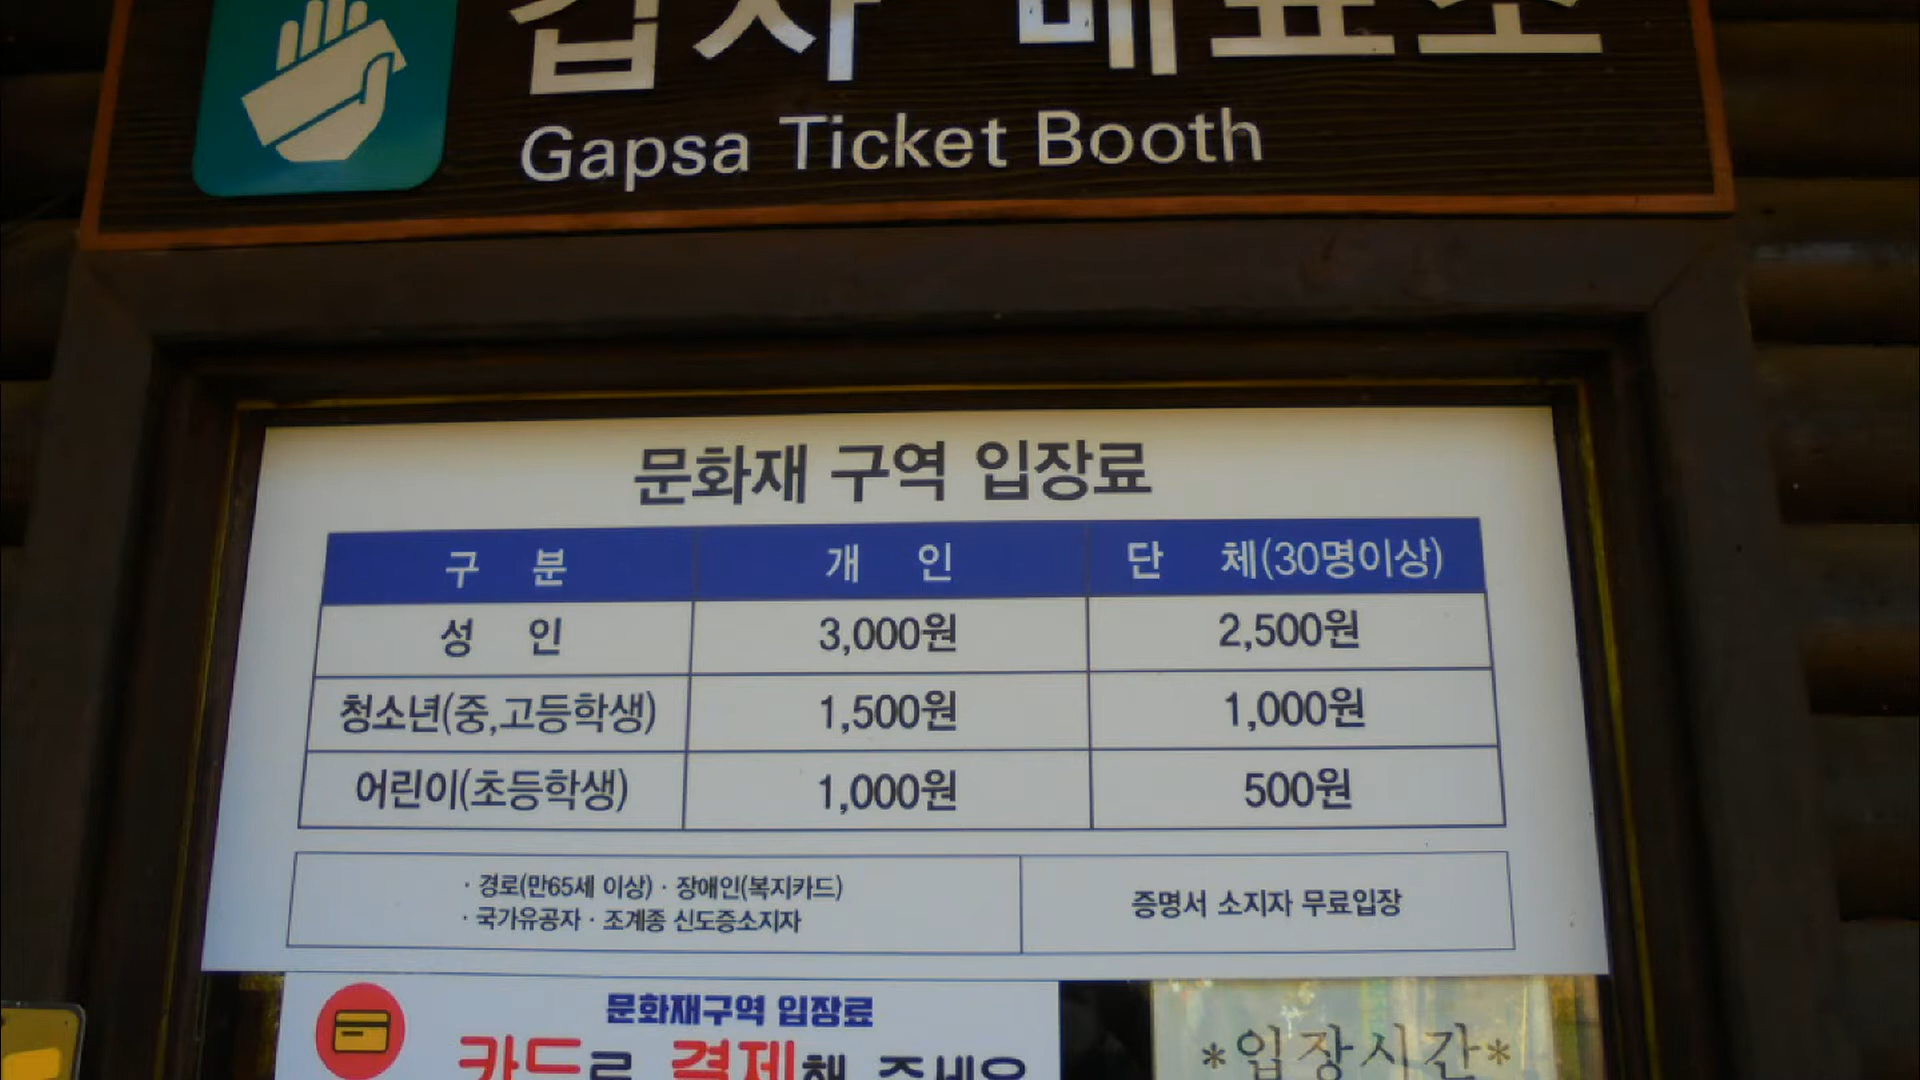 갑사 매표소
Gapsa Ticket Booth
문화재 구역 입장료
구 분 개 인 단 체(30명이상)
성 인 3,000원 2,500원
청소년(중,고등학생) 1,500원 1,000원
어린이(초등학생) 1,000원 500원
· 경로(만65세 이상) · 장애인(복지카드)
· 국가유공자 · 조계종 신도증소지자
증명서 소지자 무료입장
문화재구역 입장료
카드로 결제해 주세요
*입장시간*